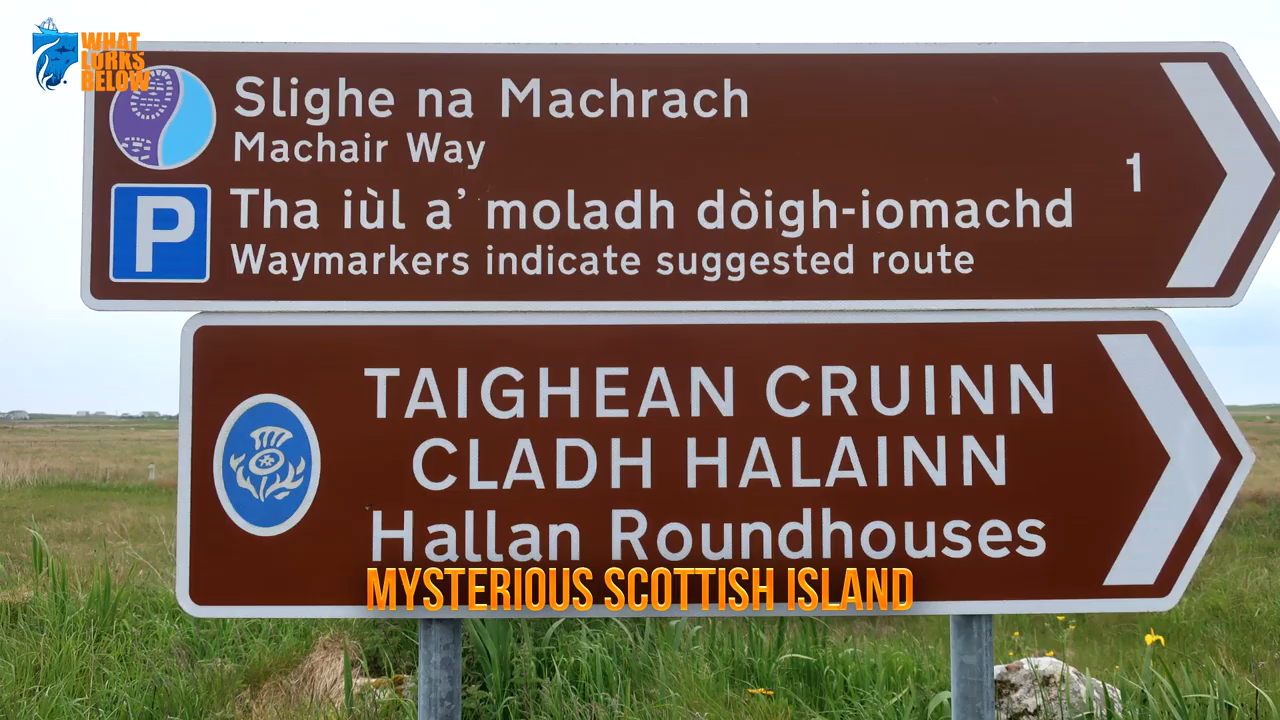 WHAT
LURKS
BELOW
Slighe na Machrach
Machair Way
1
P
Tha iùl a' moladh dòigh-iomachd
Waymarkers indicate suggested route
TAIGHEAN CRUINN
CLADH HALAINN
Hallan Roundhouses
MYSTERIOUS SCOTTISH ISLAND